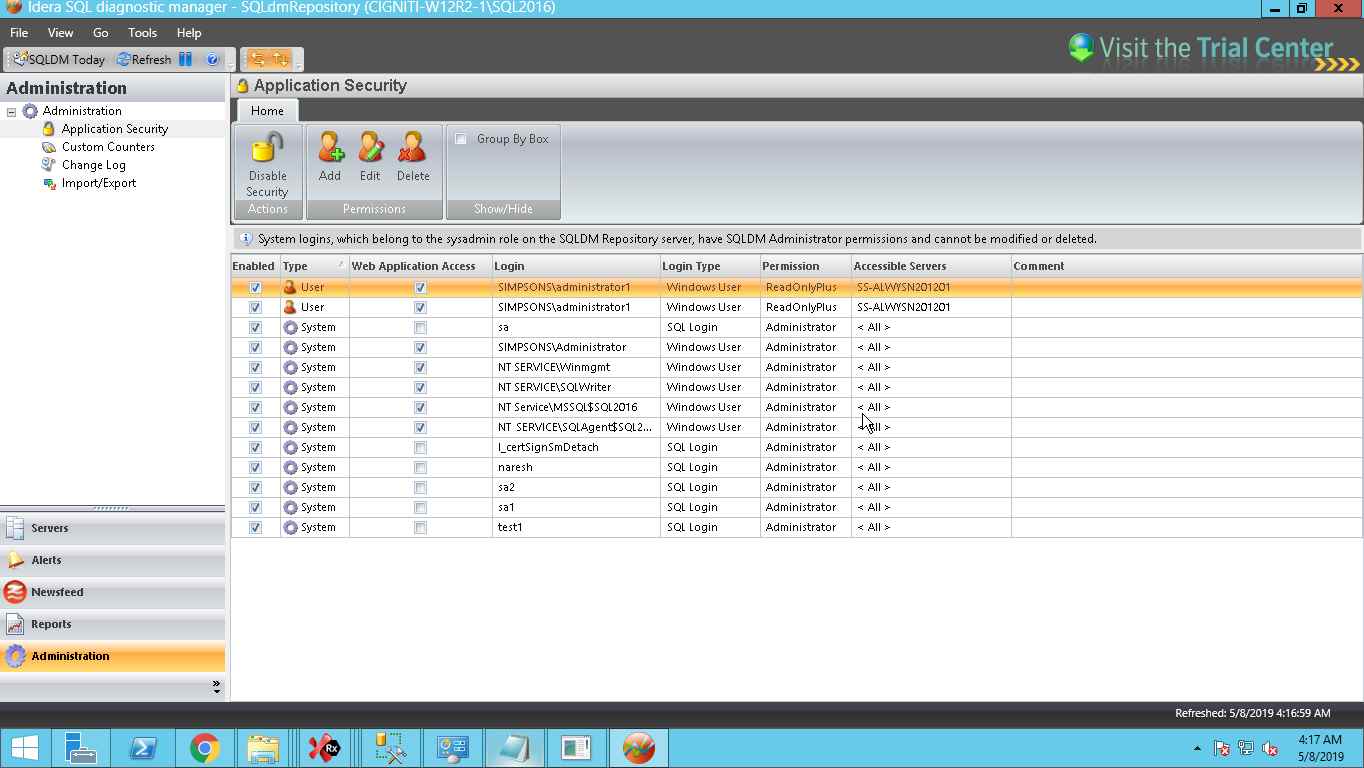 Idera SQL diagnostic manager - SQLdmRepository (CIGNITI-W12R2-1\SQL2016)
File View Go Tools Help
SQLDM Today Refresh
Visit the Trial Center
Administration
Administration
Application Security
Custom Counters
Change Log
Import/Export
Application Security
Home
Disable Security
Add Edit Delete
Group By Box
Actions Permissions Show/Hide
System logins, which belong to the sysadmin role on the SQLDM Repository server, have SQLDM Administrator permissions and cannot be modified or deleted.
Enabled Type Web Application Access Login Login Type Permission Accessible Servers Comment
User SIMPSONS\administrator1 Windows User ReadOnlyPlus SS-ALWYSN201201
User SIMPSONS\administrator1 Windows User ReadOnlyPlus SS-ALWYSN201201
System sa SQL Login Administrator < All >
System SIMPSONS\Administrator Windows User Administrator < All >
System NT SERVICE\Winmgmt Windows User Administrator < All >
System NT SERVICE\SQLWriter Windows User Administrator < All >
System NT Service\MSSQL$SQL2016 Windows User Administrator < All >
System NT SERVICE\SQLAgent$SQL2... Windows User Administrator < All >
System l_certSignSmDetach SQL Login Administrator < All >
System naresh SQL Login Administrator < All >
System sa2 SQL Login Administrator < All >
System sa1 SQL Login Administrator < All >
System test1 SQL Login Administrator < All >
Servers
Alerts
Newsfeed
Reports
Administration
Refreshed: 5/8/2019 4:16:59 AM
Rx
4:17 AM
5/8/2019